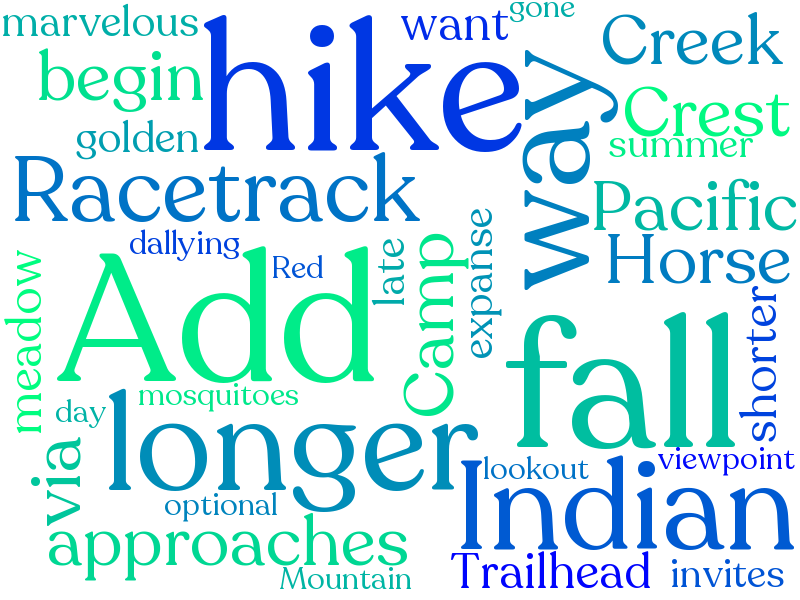 marvelous
hike
want
gone
Creek
begin
way
Crest
golden
summer
Racetrack
Pacific
dallying
Red
late
Camp
expanse
Horse
meadow
Add
shorter
mosquitoes
fall
day
longer
via
lookout
viewpoint
optional
Indian
approaches
Mountain
Trailhead
invites